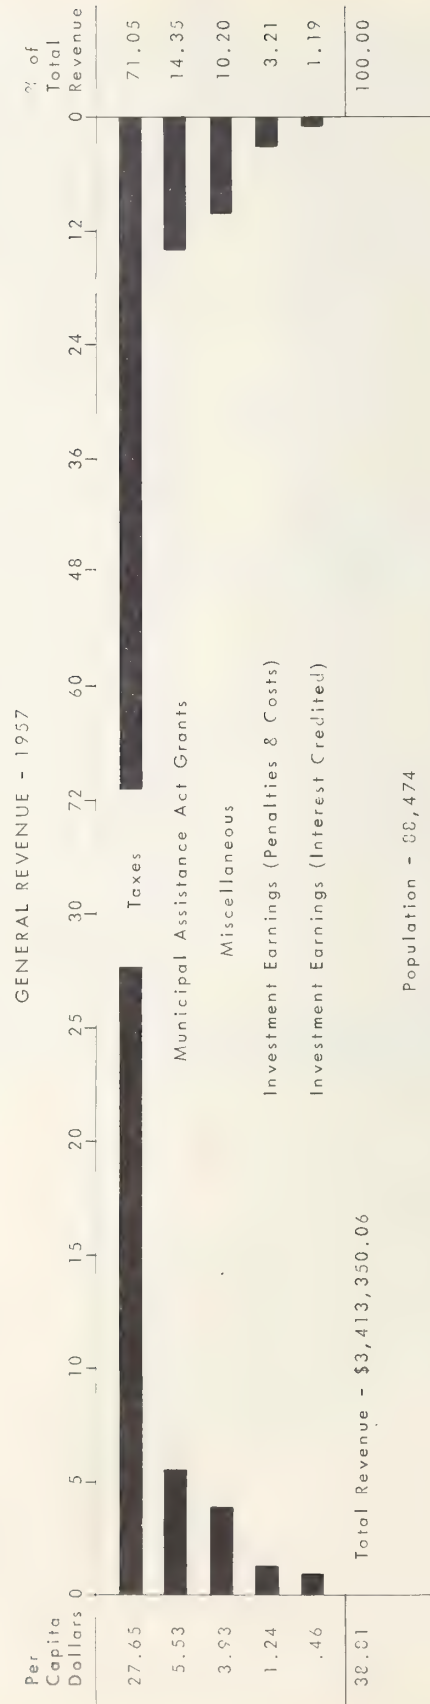 GENERAL REVENUE - 1957
Per Capita Dollars
% of Total Revenue
0 5 10 15 20 25 30 72 60 48 36 24 12 0
27.65 Taxes 71.05
5.53 Municipal Assistance Act Grants 14.35
3.93 Miscellaneous 10.20
1.24 Investment Earnings (Penalties & Costs) 3.21
.46 Investment Earnings (Interest Credited) 1.19
Total Revenue - $3,413,350.06 100.00
Population -